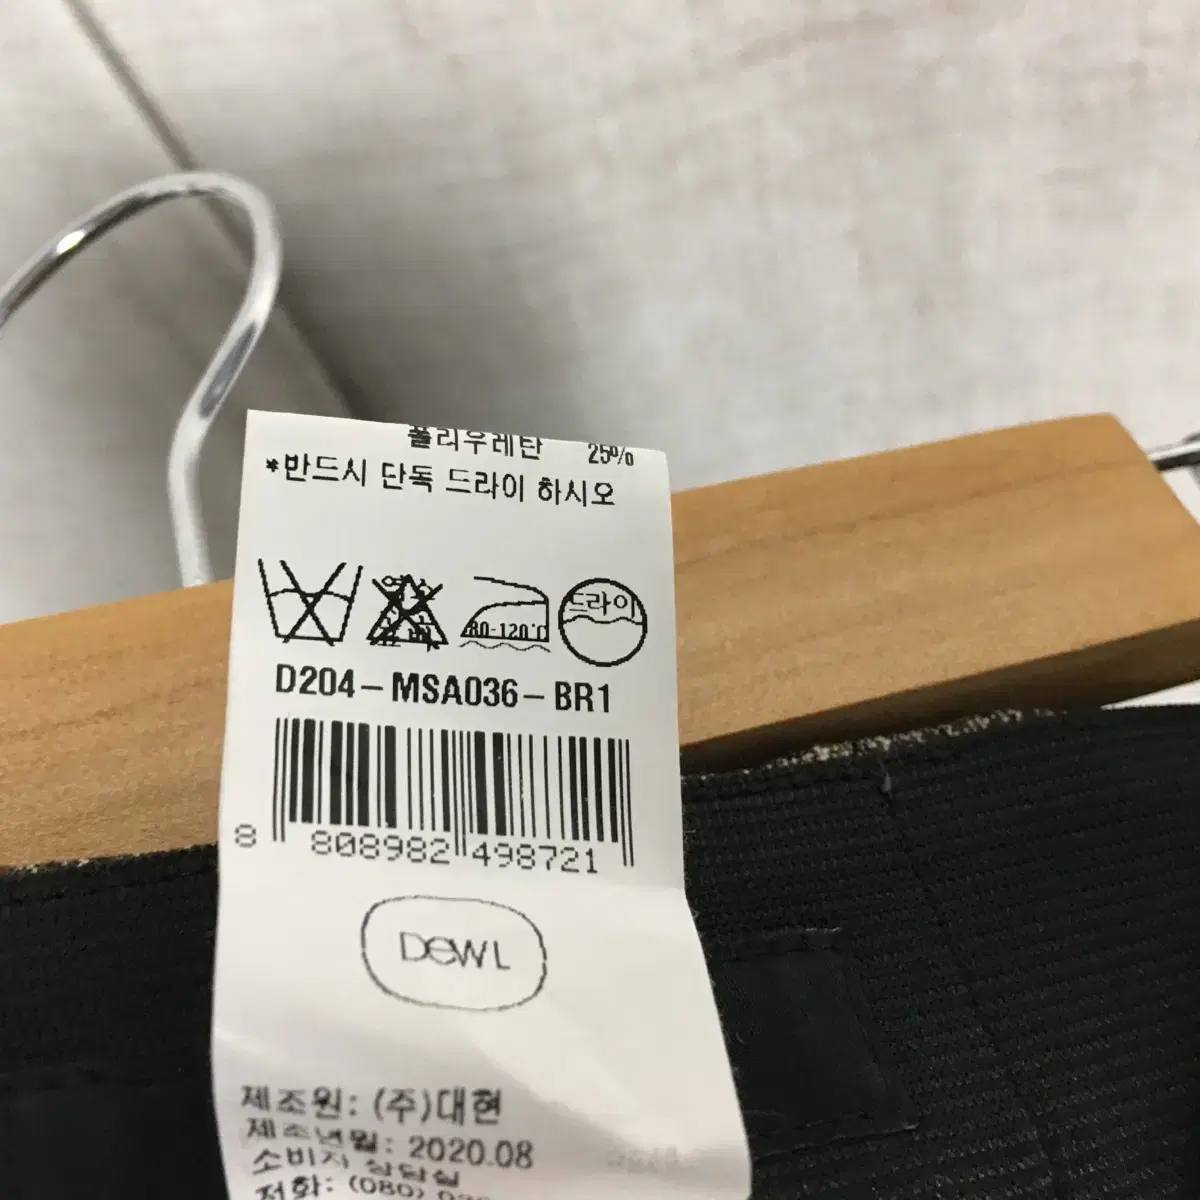 폴리우레탄 25%
*반드시 단독 드라이 하시오
80-120℃ 드라이
D204-MSA036-BR1
8 808982 498721
DEWL
제조원: (주)대현
제조년월: 2020.08
소비자 상담실
전화: (080)